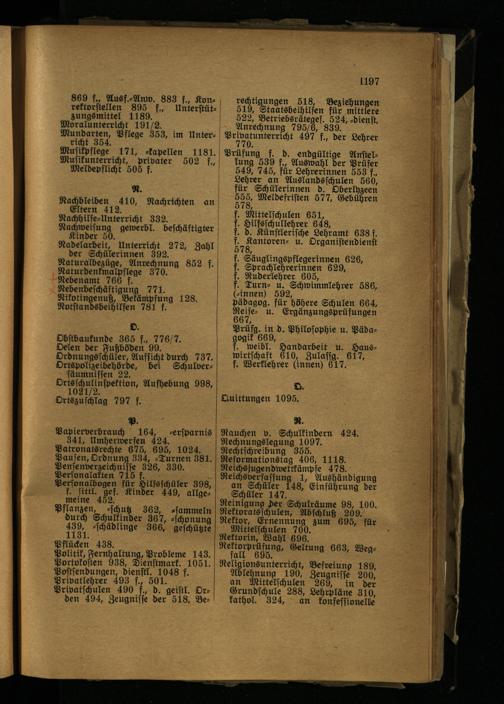 1197
869 f., Ausf.-Anw. 883 f., Kon-
rektorstellen 895 f., Unterstüt-
zungsmittel 1189.
Moralunterricht 191/2.
Mundarten, Pflege 353, im Unter-
richt 354.
Musikpflege 171, -kapellen 1181.
Musikunterricht, privater 502 f.,
Meldepflicht 505 f.
N.
Nachbleiben 410, Nachrichten an
Eltern 412.
Nachhilfe-Unterricht 332.
Nachweisung gewerbl. beschäftigter
Kinder 50.
Nadelarbeit, Unterricht 272, Zahl
der Schülerinnen 392.
Naturalbezüge, Anrechnung 852 f.
Naturdenkmalpflege 370.
Nebenamt 766 f.
Nebenbeschäftigung 771.
Nikotingenuß, Bekämpfung 128.
Notstandsbeihilfen 781 f.
O.
Obstbaukunde 365 f., 776/7.
Oelen der Fußböden 99.
Ordnungsschüler, Aufsicht durch 737.
Ortspolizeibehörde, bei Schulver-
säumnissen 22.
Ortsschulinspektion, Aufhebung 998,
1021/2.
Ortszuschlag 797 f.
P.
Papierverbrauch 164, -ersparnis
341, Umherwerfen 424.
Patronatsrechte 675, 695, 1024.
Pausen, Ordnung 334, -Turnen 381.
Pensenverzeichnisse 326, 330.
Personalakten 715 f.
Personalbogen für Hilfsschüler 398,
f. sittl. gef. Kinder 449, allge-
meine 452.
Pflanzen, -schutz 362, -sammeln
durch Schulkinder 367, -schonung
439, -schädlinge 366, geschützte
1131.
Pflücken 438.
Politik, Fernhaltung, Probleme 143.
Portokosten 938, Dienstmark. 1051.
Postsendungen, dienstl. 1048 f.
Privatlehrer 493 f., 501.
Privatschulen 490 f., d. geistl. Or-
den 494, Zeugnisse der 518, Be-
rechtigungen 518, Beziehungen
519, Staatsbeihilfen für mittlere
522, Betriebsrätegef. 524, -dienst.
Anrechnung 795/6, 839.
Privatunterricht 497 f., der Lehrer
770.
Prüfung f. d. endgültige Anstel-
lung 539 f., Auswahl der Prüfer
549, 745, für Lehrerinnen 553 f.,
Lehrer an Auslandsschulen 560,
für Schülerinnen d. Oberlyzeen
555, Meldefristen 577, Gebühren
578,
f. Mittelschulen 651,
f. Hilfsschullehrer 648,
f. d. Künstlerische Lehramt 638 f.
f. Kantoren- u. Organistendienst
578,
f. Säuglingspflegerinnen 626,
f. Sprachlehrerinnen 629,
f. Ruderlehrer 605,
f. Turn- u. Schwimmlehrer 586,
(-innen) 592,
pädagog. für höhere Schulen 664,
Reise- u. Ergänzungsprüfungen
667,
Prüfg. in d. Philosophie u. Päda-
gogik 669,
f. weibl. Handarbeit u. Haus-
wirtschaft 610, Zulassg. 617,
f. Werklehrer (innen) 617.
Q.
Quittungen 1095.
R.
Rauchen v. Schulkindern 424.
Rechnungslegung 1097.
Rechtschreibung 355.
Reformationstag 406, 1118.
Reichsjugendwettkämpfe 478.
Reichsverfassung 1, Aushändigung
an Schüler 148, Einführung der
Schüler 147.
Reinigung der Schulräume 98, 100.
Rektoratsschulen, Abschluß 209.
Rektor, Ernennung zum 695, für
Mittelschulen 700.
Rektorin, Wahl 696.
Rektorprüfung, Geltung 663, Weg-
fall 695.
Religionsunterricht, Befreiung 189,
Ablehnung 190, Zeugnisse 200,
an Mittelschulen 269, in der
Grundschule 288, Lehrpläne 310,
kathol. 324, an konfessionelle